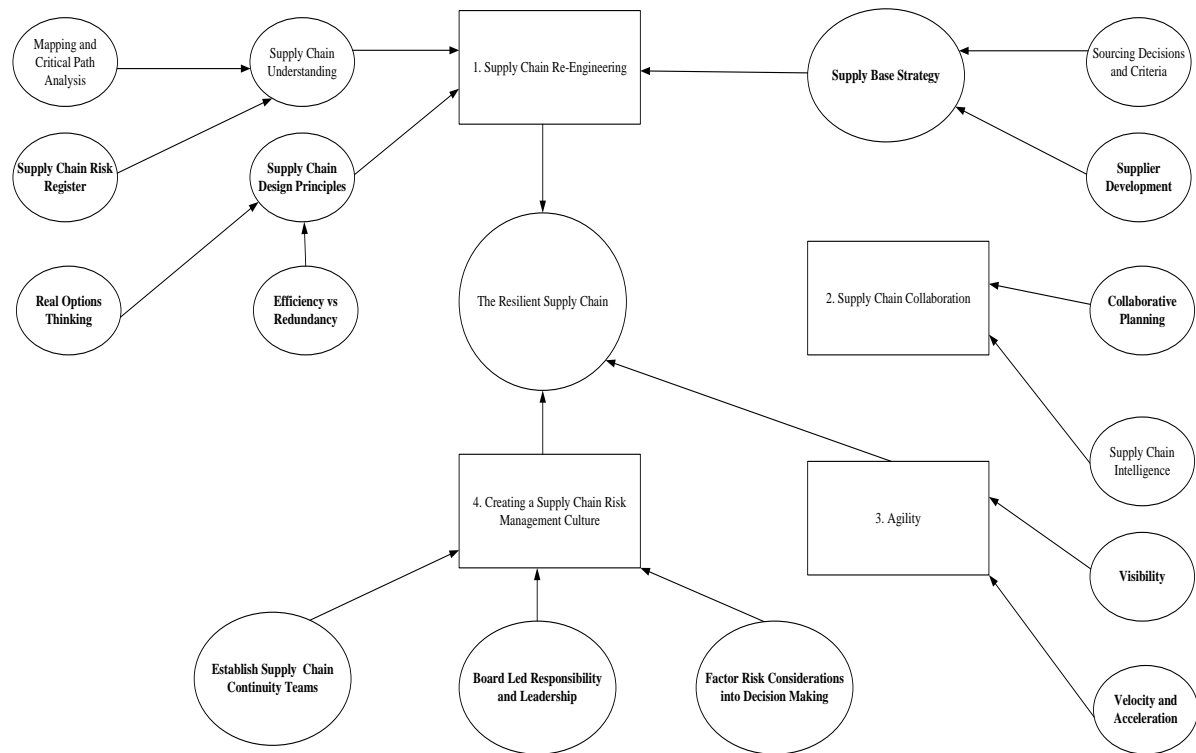 Mapping and
Critical Path
Analysis
Supply Chain
Understanding
1. Supply Chain Re-Engineering
Supply Base Strategy
Sourcing Decisions
and Criteria
Supply Chain Risk
Register
Supply Chain
Design Principles
Supplier
Development
Real Options
Thinking
Efficiency vs
Redundancy
The Resilient Supply Chain
2. Supply Chain Collaboration
Collaborative
Planning
Supply Chain
Intelligence
4. Creating a Supply Chain Risk
Management Culture
3. Agility
Visibility
Establish Supply Chain
Continuity Teams
Board Led Responsibility
and Leadership
Factor Risk Considerations
into Decision Making
Velocity and
Acceleration